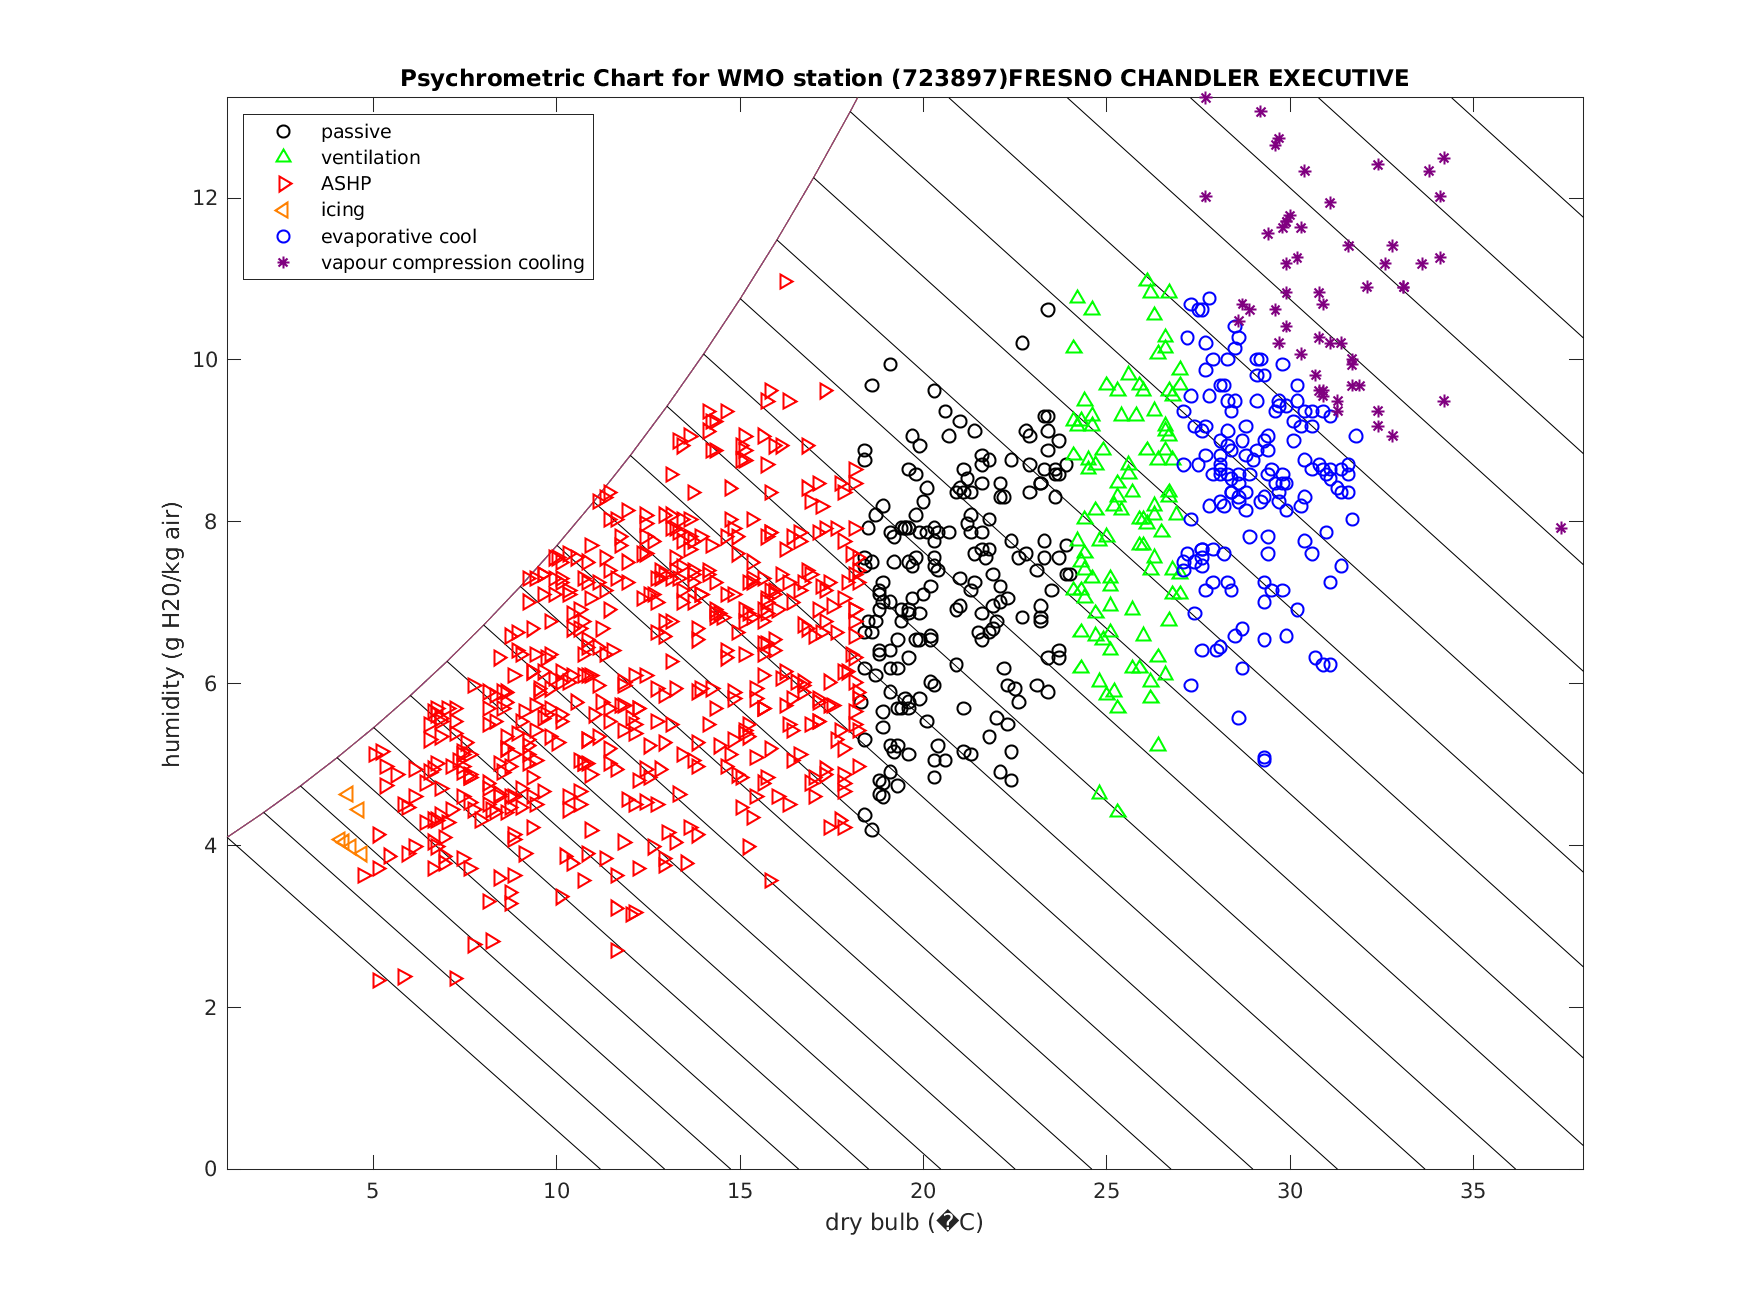 Psychrometric Chart for WMO station (723897)FRESNO CHANDLER EXECUTIVE
passive
ventilation
ASHP
icing
evaporative cool
vapour compression cooling
humidity (g H20/kg air)
12
10
8
6
4
2
0
5 10 15 20 25 30 35
dry bulb (�C)